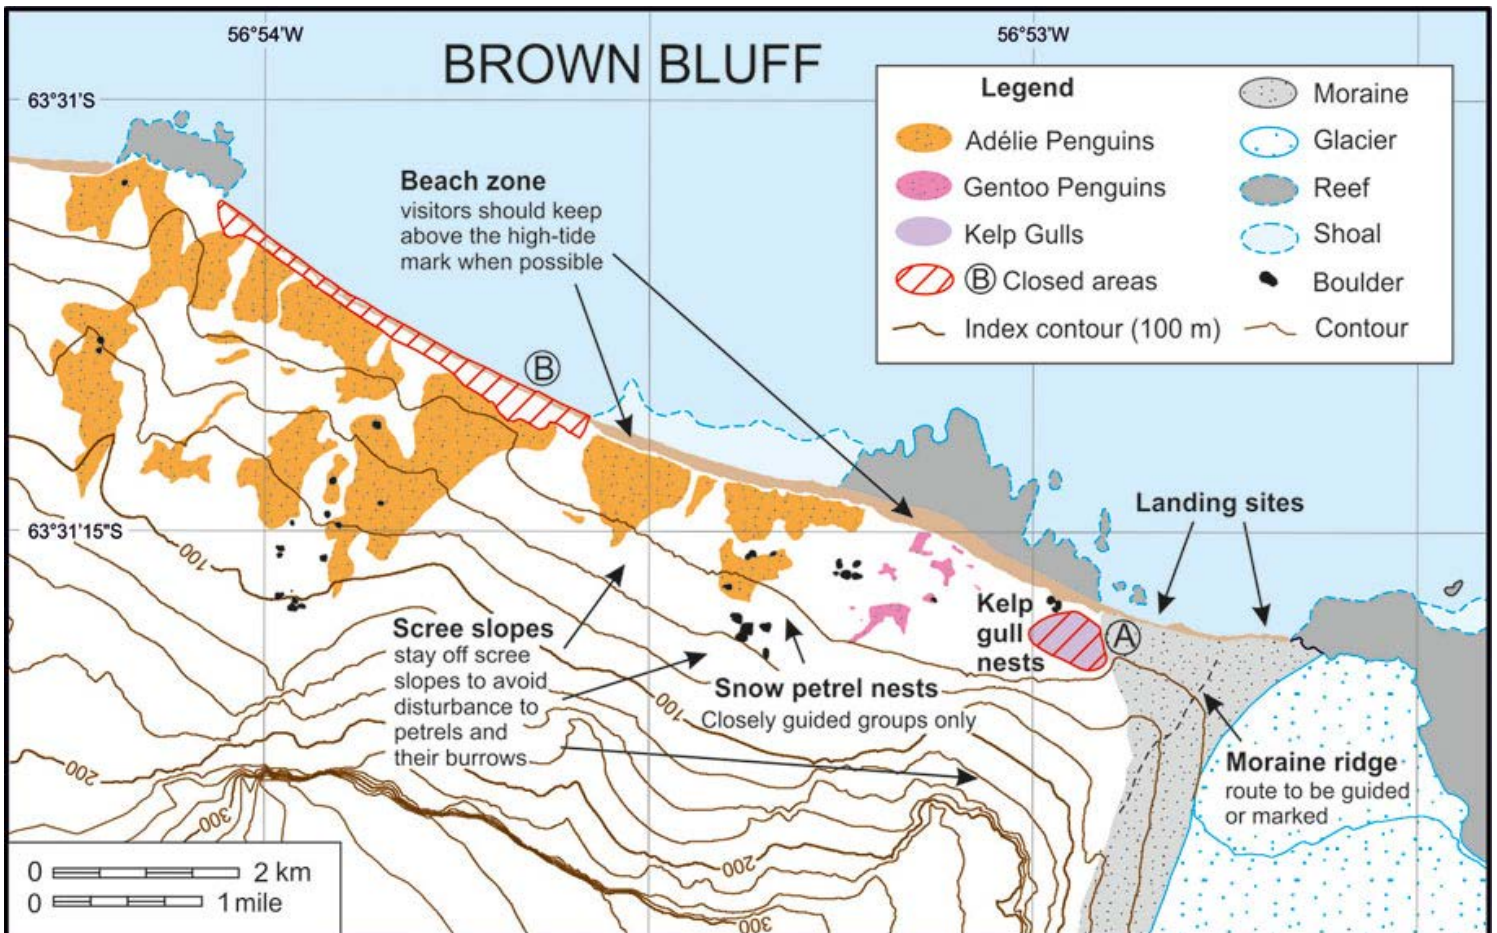 56°54'W
56°53'W
BROWN BLUFF
63°31'S
Legend
Adélie Penguins
Gentoo Penguins
Kelp Gulls
B Closed areas
Index contour (100 m)
Moraine
Glacier
Reef
Shoal
Boulder
Contour
Beach zone
visitors should keep
above the high-tide
mark when possible
B
Landing sites
63°31'15"S
100
Kelp
gull
nests
A
Scree slopes
stay off scree
slopes to avoid
disturbance to
petrels and
their burrows
Snow petrel nests
Closely guided groups only
100
Moraine ridge
route to be guided
or marked
200
300
200
300
0 2 km
0 1 mile